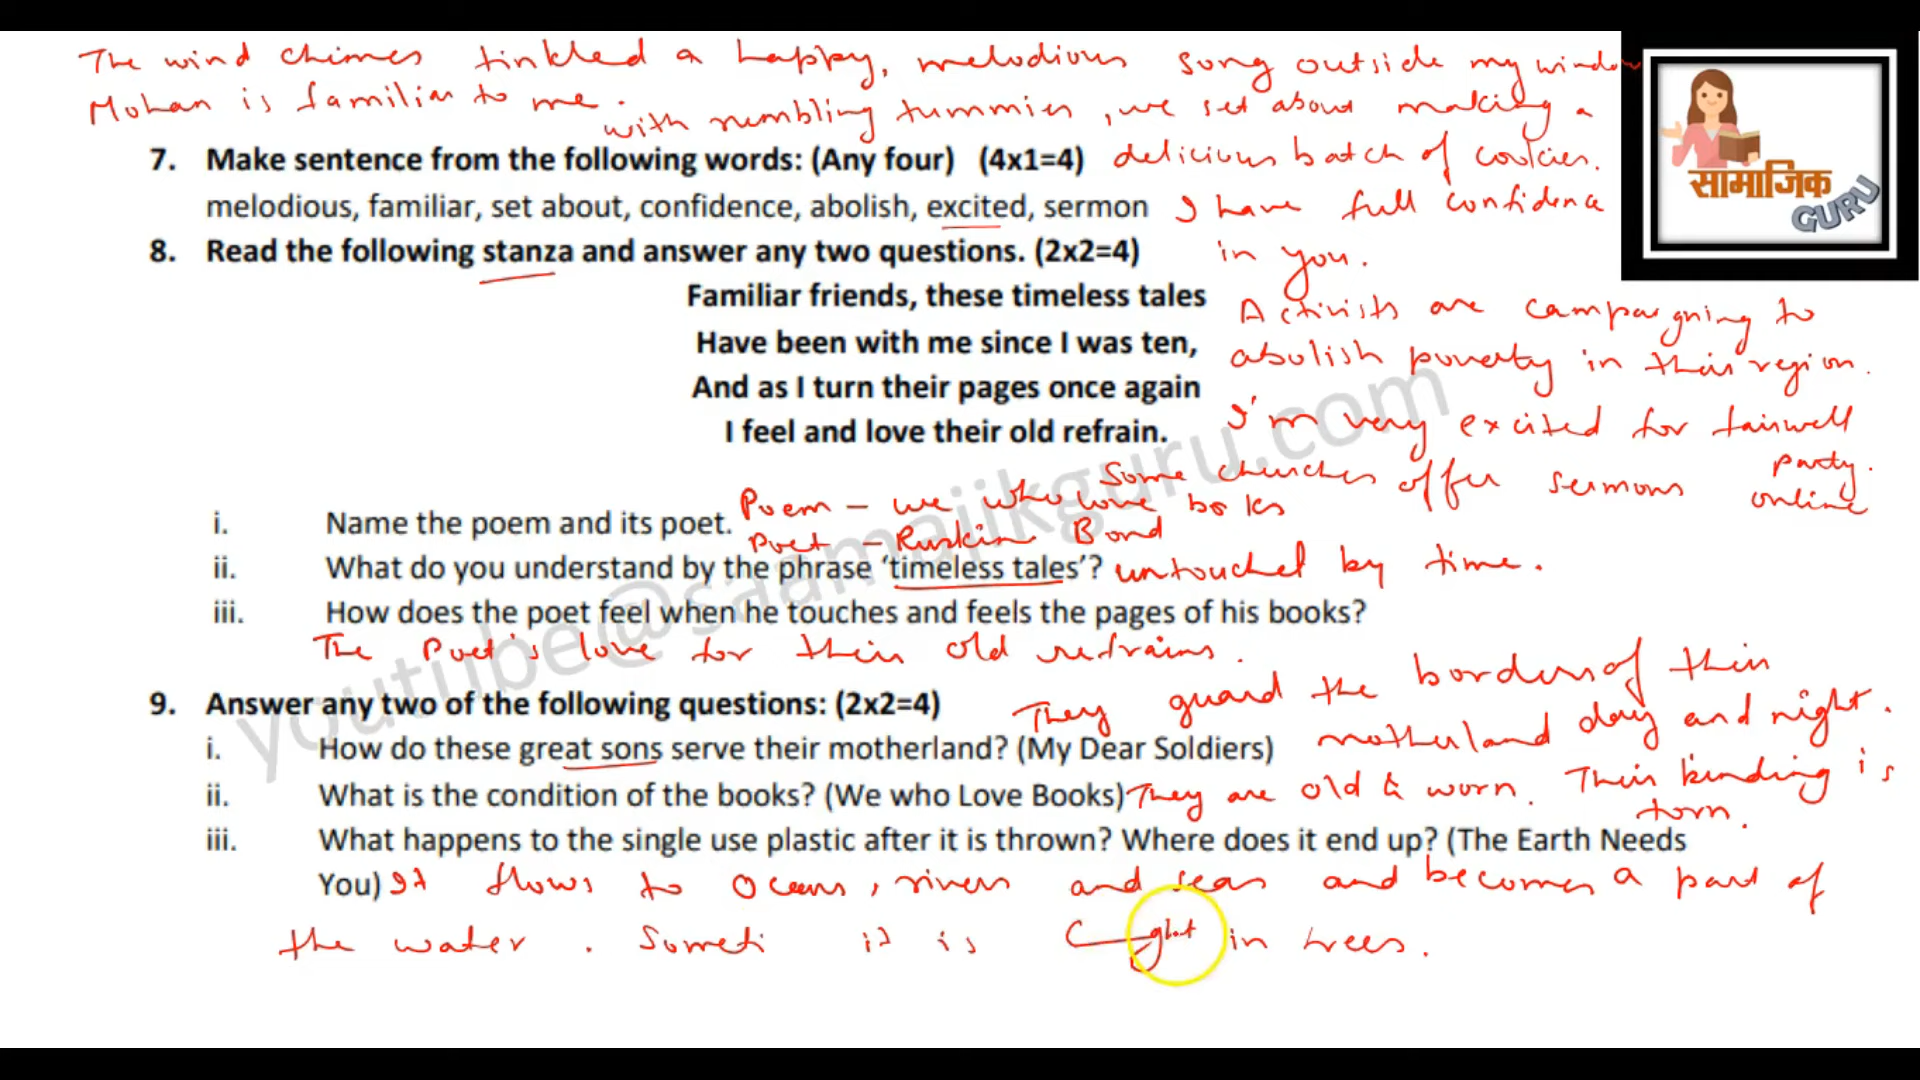 The wind chimes tinkled a happy, melodious song outside my window
Mohan is familiar to me.
with rumbling tummies, we set about making a
delicious batch of cookies.
7. Make sentence from the following words: (Any four) (4x1=4)
melodious, familiar, set about, confidence, abolish, excited, sermon
I have full confidence
in you.
8. Read the following stanza and answer any two questions. (2x2=4)
Familiar friends, these timeless tales
Have been with me since I was ten,
And as I turn their pages once again
I feel and love their old refrain.
Activists are campaigning to
abolish poverty in this region.
I'm very excited for fairwell
party.
Some churches offer sermons online
i. Name the poem and its poet.
Poem - we who love books
Poet - Ruskin Bond
ii. What do you understand by the phrase ‘timeless tales’? untouched by time.
iii. How does the poet feel when he touches and feels the pages of his books?
The Poet's love for their old refrains.
9. Answer any two of the following questions: (2x2=4)
i. How do these great sons serve their motherland? (My Dear Soldiers)
They guard the borders of their
motherland day and night.
ii. What is the condition of the books? (We who Love Books) They are old & worn. Their binding is
torn.
iii. What happens to the single use plastic after it is thrown? Where does it end up? (The Earth Needs
You) It flows to oceans, rivers and seas and becomes a part of
the water. Someti it is in trees.
सामाजिक
GURU
youtube@saamajikguru.com